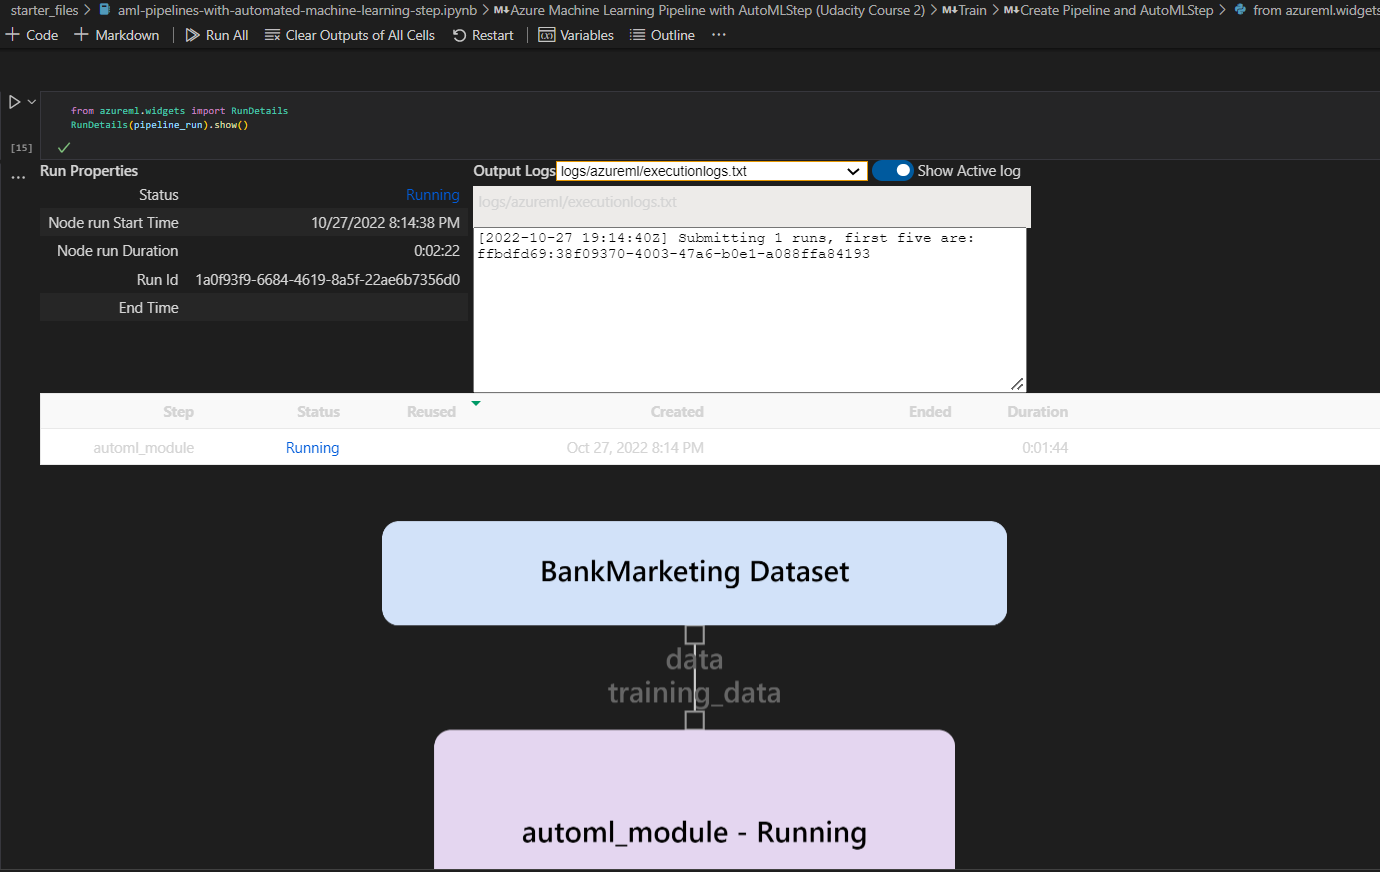 starter_files > aml-pipelines-with-automated-machine-learning-step.ipynb > M↓Azure Machine Learning Pipeline with AutoMLStep (Udacity Course 2) > M↓Train > M↓Create Pipeline and AutoMLStep > from azureml.widgets
+ Code + Markdown Run All Clear Outputs of All Cells Restart Variables Outline ...
from azureml.widgets import RunDetails
RunDetails(pipeline_run).show()
[15]
Run Properties
Status Running
Node run Start Time 10/27/2022 8:14:38 PM
Node run Duration 0:02:22
Run Id 1a0f93f9-6684-4619-8a5f-22ae6b7356d0
End Time
Output Logs logs/azureml/executionlogs.txt Show Active log
logs/azureml/executionlogs.txt
[2022-10-27 19:14:40Z] Submitting 1 runs, first five are:
ffbdfd69:38f09370-4003-47a6-b0e1-a088ffa84193
Step Status Reused Created Ended Duration
automl_module Running Oct 27, 2022 8:14 PM 0:01:44
BankMarketing Dataset
data
training_data
automl_module - Running